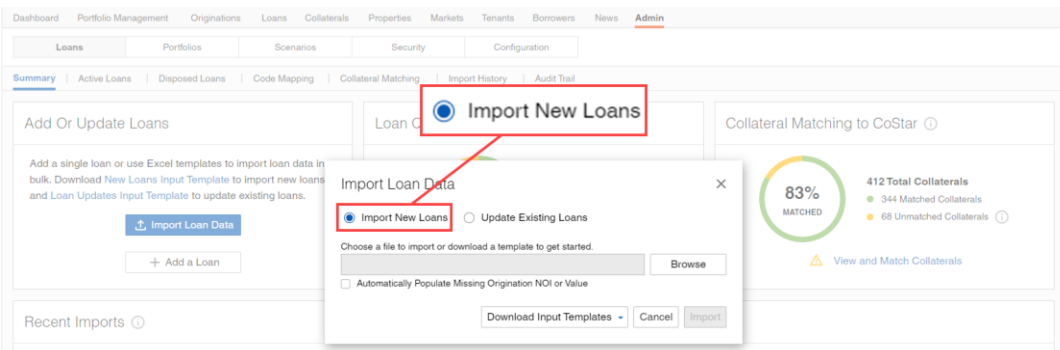 Dashboard Portfolio Management Originations Loans Collaterals Properties Markets Tenants Borrowers News Admin
Loans Portfolios Scenarios Security Configuration
Summary Active Loans Disposed Loans Code Mapping Collateral Matching Import History Audit Trail
Import New Loans
Add Or Update Loans
Add a single loan or use Excel templates to import loan data in
bulk. Download New Loans Input Template to import new loans
and Loan Updates Input Template to update existing loans.
Import Loan Data
+ Add a Loan
Loan
Collateral Matching to CoStar
83%
MATCHED
412 Total Collaterals
344 Matched Collaterals
68 Unmatched Collaterals
View and Match Collaterals
Import Loan Data
Import New Loans Update Existing Loans
Choose a file to import or download a template to get started.
Browse
Automatically Populate Missing Origination NOI or Value
Download Input Templates Cancel Import
Recent Imports